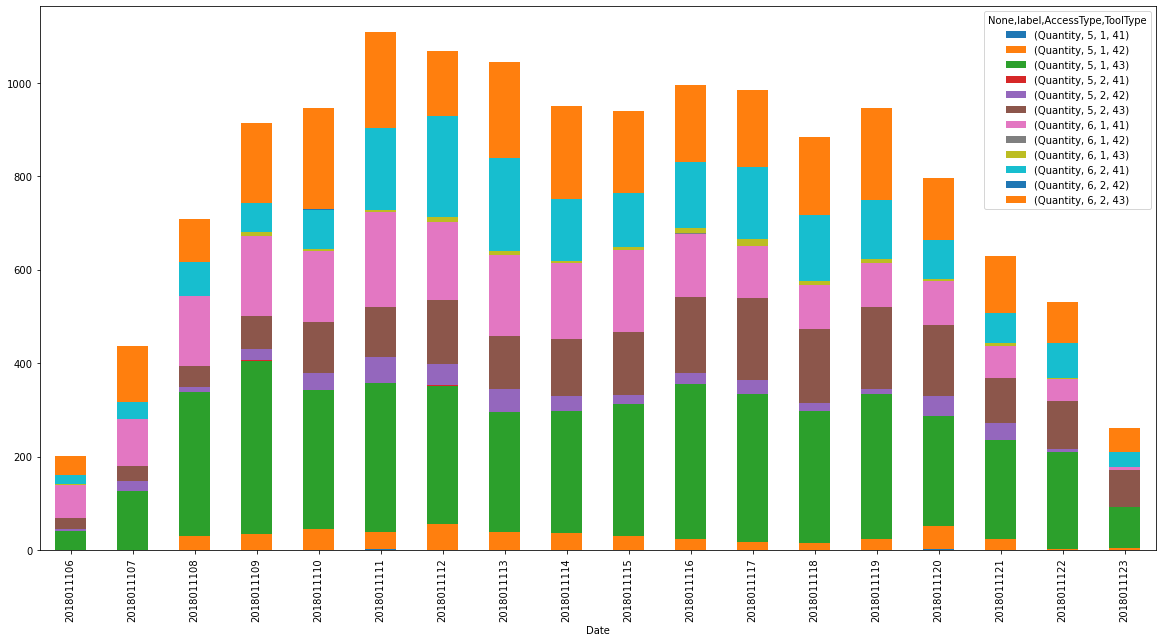 None,label,AccessType,ToolType
(Quantity, 5, 1, 41)
(Quantity, 5, 1, 42)
(Quantity, 5, 1, 43)
(Quantity, 5, 2, 41)
(Quantity, 5, 2, 42)
(Quantity, 5, 2, 43)
(Quantity, 6, 1, 41)
(Quantity, 6, 1, 42)
(Quantity, 6, 1, 43)
(Quantity, 6, 2, 41)
(Quantity, 6, 2, 42)
(Quantity, 6, 2, 43)
1000
800
600
400
200
0
2018011106
2018011107
2018011108
2018011109
2018011110
2018011111
2018011112
2018011113
2018011114
2018011115
2018011116
2018011117
2018011118
2018011119
2018011120
2018011121
2018011122
2018011123
Date